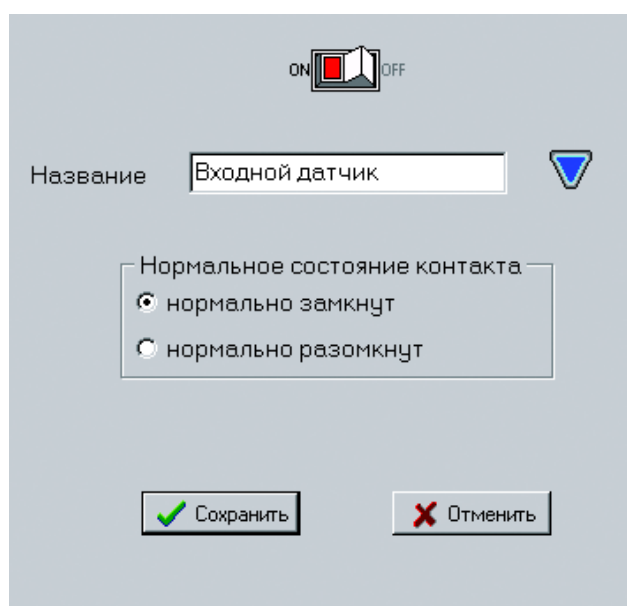 ON OFF
Название Входной датчик
Нормальное состояние контакта
нормально замкнут
нормально разомкнут
Сохранить Отменить